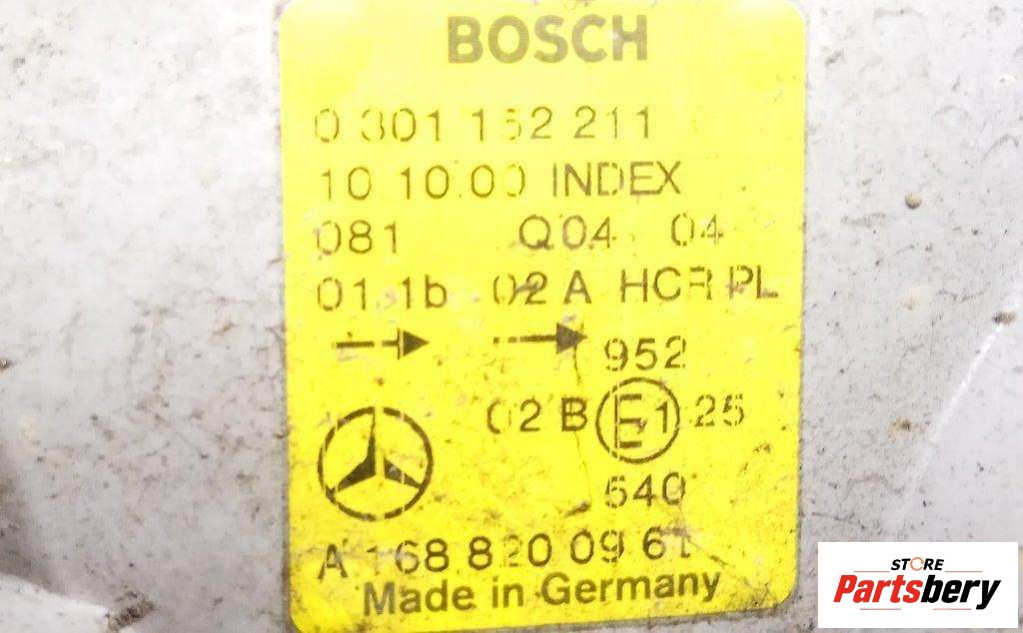 BOSCH
0 301 152 211
10 10.00 INDEX
081 Q04 04
01.1b 02 A HCR PL
952
02 B E 1 25
540
A 168 820 09 61
Made in Germany
STORE
Partsbery